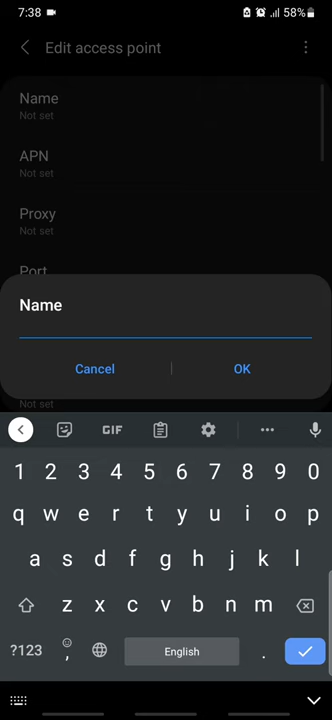 7:38 58%
Edit access point
Name
Not set
APN
Not set
Proxy
Not set
Port
Name
Cancel OK
Not set
GIF
1 2 3 4 5 6 7 8 9 0
q w e r t y u i o p
a s d f g h j k l
z x c v b n m
?123 , English .